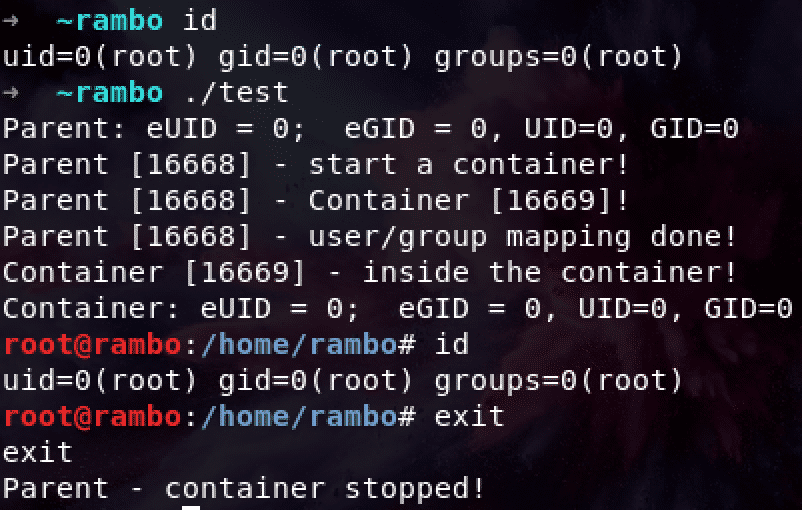 →  ~rambo id
uid=0(root) gid=0(root) groups=0(root)
→  ~rambo ./test
Parent: eUID = 0;  eGID = 0, UID=0, GID=0
Parent [16668] - start a container!
Parent [16668] - Container [16669]!
Parent [16668] - user/group mapping done!
Container [16669] - inside the container!
Container: eUID = 0;  eGID = 0, UID=0, GID=0
root@rambo:/home/rambo# id
uid=0(root) gid=0(root) groups=0(root)
root@rambo:/home/rambo# exit
exit
Parent - container stopped!